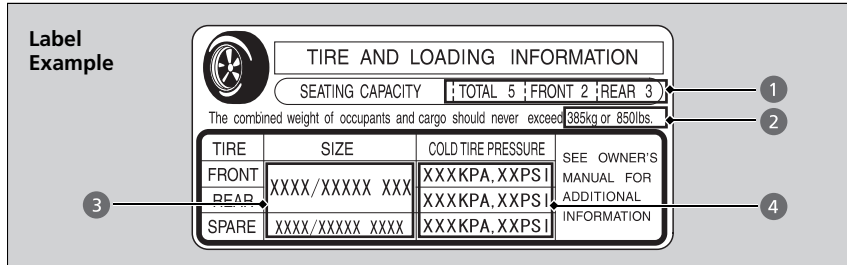 Label
Example
TIRE AND LOADING INFORMATION
SEATING CAPACITY TOTAL 5 FRONT 2 REAR 3
1
The combined weight of occupants and cargo should never exceed 385kg or 850lbs.
2
TIRE SIZE COLD TIRE PRESSURE
SEE OWNER'S
MANUAL FOR
ADDITIONAL
INFORMATION
FRONT XXXX/XXXXX XXX XXXKPA,XXPSI
REAR XXXKPA,XXPSI
3
4
SPARE XXXX/XXXXX XXXX XXXKPA,XXPSI